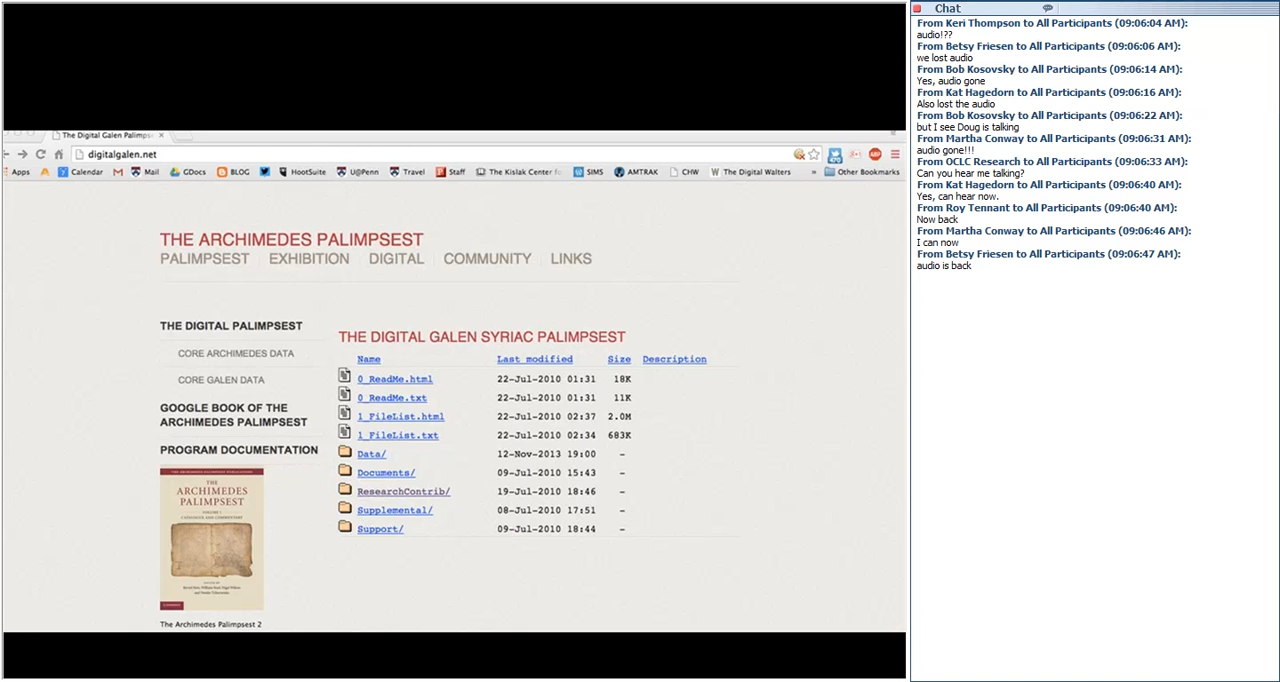 The Digital Galen Palimpse
digitalgalen.net
Apps Calendar Mail GDocs BLOG HootSuite U@Penn Travel Staff The Kislak Center fo SIMS AMTRAK CHW The Digital Walters » Other Bookmarks
THE ARCHIMEDES PALIMPSEST
PALIMPSEST EXHIBITION DIGITAL COMMUNITY LINKS
THE DIGITAL PALIMPSEST
CORE ARCHIMEDES DATA
CORE GALEN DATA
GOOGLE BOOK OF THE
ARCHIMEDES PALIMPSEST
PROGRAM DOCUMENTATION
THE
ARCHIMEDES
PALIMPSEST
The Archimedes Palimpsest 2
THE DIGITAL GALEN SYRIAC PALIMPSEST
Name Last modified Size Description
0_ReadMe.html 22-Jul-2010 01:31 18K
0_ReadMe.txt 22-Jul-2010 01:31 11K
1_FileList.html 22-Jul-2010 02:37 2.0M
1_FileList.txt 22-Jul-2010 02:34 683K
Data/ 12-Nov-2013 19:00 -
Documents/ 09-Jul-2010 15:43 -
ResearchContrib/ 19-Jul-2010 18:46 -
Supplemental/ 08-Jul-2010 17:51 -
Support/ 09-Jul-2010 18:44 -
Chat
From Keri Thompson to All Participants (09:06:04 AM):
audio!??
From Betsy Friesen to All Participants (09:06:06 AM):
we lost audio
From Bob Kosovsky to All Participants (09:06:14 AM):
Yes, audio gone
From Kat Hagedorn to All Participants (09:06:16 AM):
Also lost the audio
From Bob Kosovsky to All Participants (09:06:22 AM):
but I see Doug is talking
From Martha Conway to All Participants (09:06:31 AM):
audio gone!!!
From OCLC Research to All Participants (09:06:33 AM):
Can you hear me talking?
From Kat Hagedorn to All Participants (09:06:40 AM):
Yes, can hear now.
From Roy Tennant to All Participants (09:06:40 AM):
Now back
From Martha Conway to All Participants (09:06:46 AM):
I can now
From Betsy Friesen to All Participants (09:06:47 AM):
audio is back